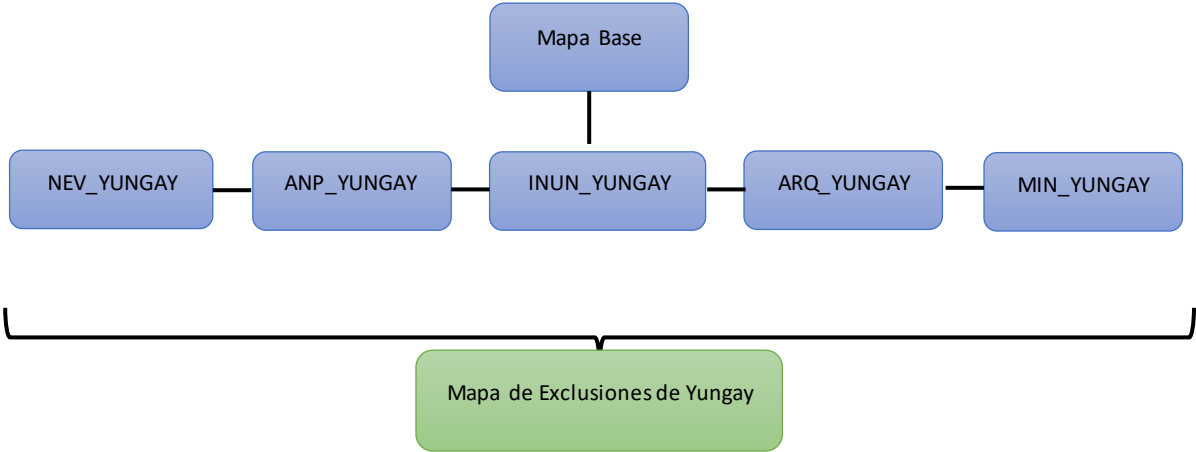 Mapa Base
NEV_YUNGAY
ANP_YUNGAY
INUN_YUNGAY
ARQ_YUNGAY
MIN_YUNGAY
Mapa de Exclusiones de Yungay